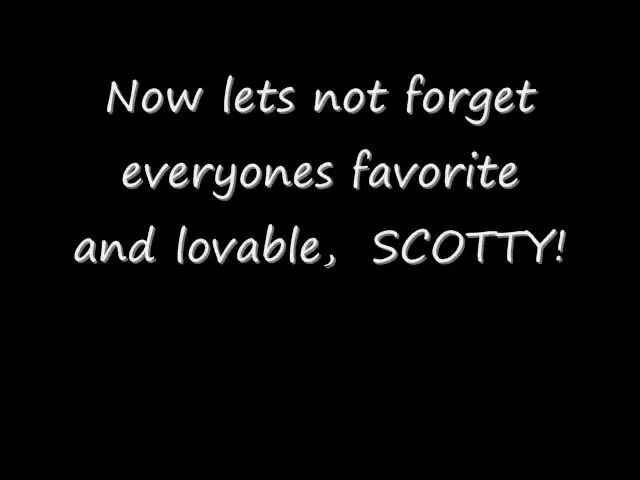 Now lets not forget
everyones favorite
and lovable, SCOTTY!